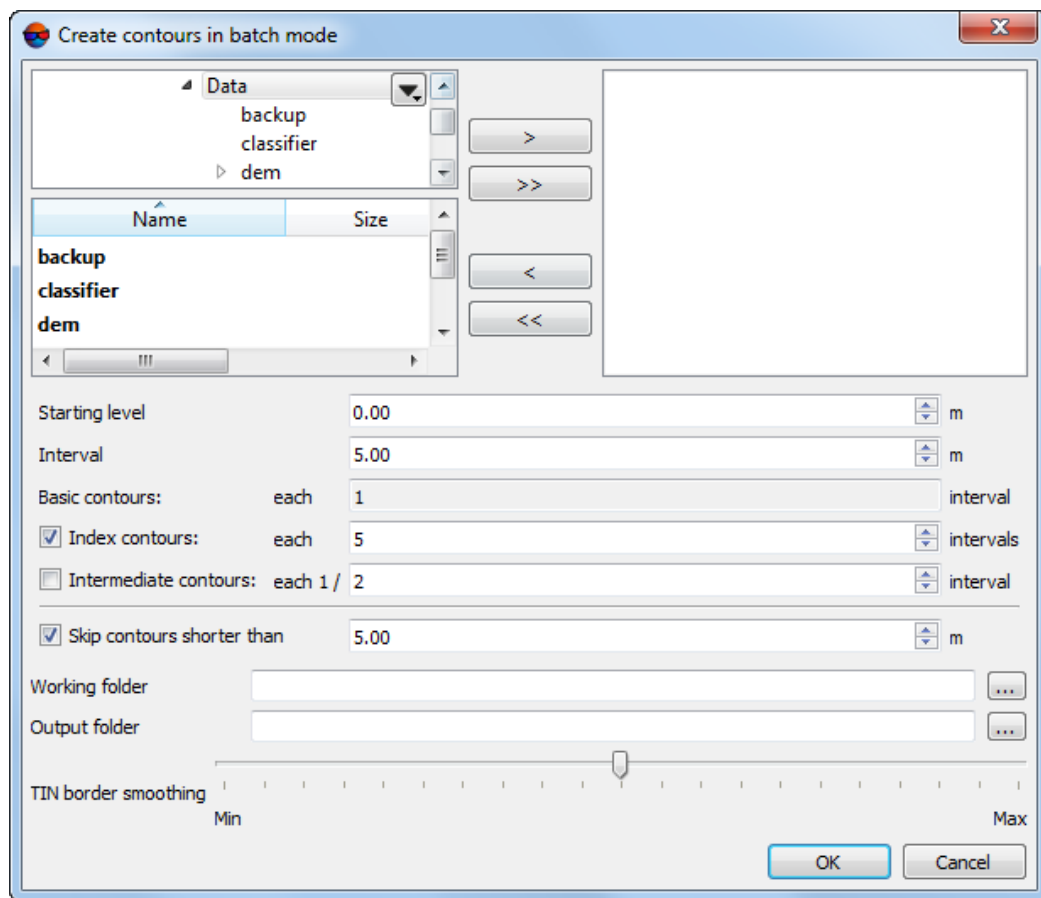 Create contours in batch mode
Data
backup
classifier
dem
Name Size
backup
classifier
dem
>
>>
<
<<
Starting level 0.00 m
Interval 5.00 m
Basic contours: each 1 interval
Index contours: each 5 intervals
Intermediate contours: each 1 / 2 interval
Skip contours shorter than 5.00 m
Working folder ...
Output folder ...
TIN border smoothing
Min Max
OK Cancel